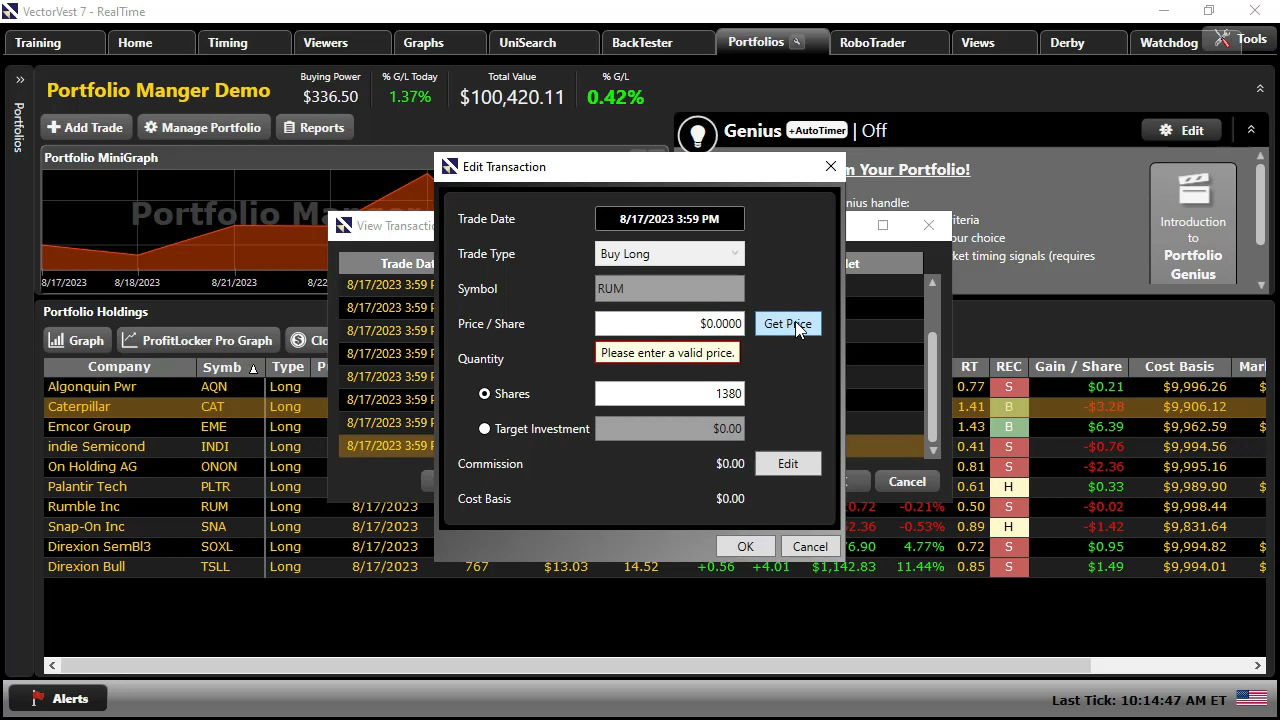 VectorVest 7 - RealTime
Training
Home
Timing
Viewers
Graphs
UniSearch
BackTester
Portfolios
RoboTrader
Views
Derby
Watchdog
Tools
Portfolios
Portfolio Manger Demo
Buying Power
$336.50
% G/L Today
1.37%
Total Value
$100,420.11
% G/L
0.42%
Add Trade
Manage Portfolio
Reports
Genius +AutoTimer | Off
Edit
Portfolio MiniGraph
Portfolio Manger
8/17/2023 8/18/2023 8/21/2023 8/22
n Your Portfolio!
enius handle:
iteria
our choice
ket timing signals (requires
Introduction
to
Portfolio
Genius
View Transactio
Trade Dat
let
8/17/2023 3:59 P
8/17/2023 3:59 P
8/17/2023 3:59 P
8/17/2023 3:59 P
8/17/2023 3:59 P
8/17/2023 3:59 P
8/17/2023 3:59 P
8/17/2023 3:59 P
Cancel
Edit Transaction
Trade Date 8/17/2023 3:59 PM
Trade Type Buy Long
Symbol RUM
Price / Share $0.0000 Get Price
Please enter a valid price.
Quantity
Shares 1380
Target Investment $0.00
Commission $0.00 Edit
Cost Basis $0.00
OK Cancel
Portfolio Holdings
Graph
ProfitLocker Pro Graph
Clo
Company Symb Type P RT REC Gain / Share Cost Basis Mar
Algonquin Pwr AQN Long 0.77 S $0.21 $9,996.26 $
Caterpillar CAT Long 1.41 B -$3.28 $9,906.12 $
Emcor Group EME Long 1.43 B $6.39 $9,962.59 $
indie Semicond INDI Long 0.41 S -$0.76 $9,994.56 $
On Holding AG ONON Long 0.81 S -$2.36 $9,995.16 $
Palantir Tech PLTR Long 0.61 H $0.33 $9,989.90 $
Rumble Inc RUM Long 8/17/2023 0.72 -0.21% 0.50 S -$0.02 $9,998.44 $
Snap-On Inc SNA Long 8/17/2023 2.36 -0.53% 0.89 H -$1.42 $9,831.64 $
Direxion SemBl3 SOXL Long 8/17/2023 6.90 4.77% 0.72 S $0.95 $9,994.82 $
Direxion Bull TSLL Long 8/17/2023 767 $13.03 14.52 +0.56 +4.01 $1,142.83 11.44% 0.85 S $1.49 $9,994.01 $
Alerts
Last Tick: 10:14:47 AM ET